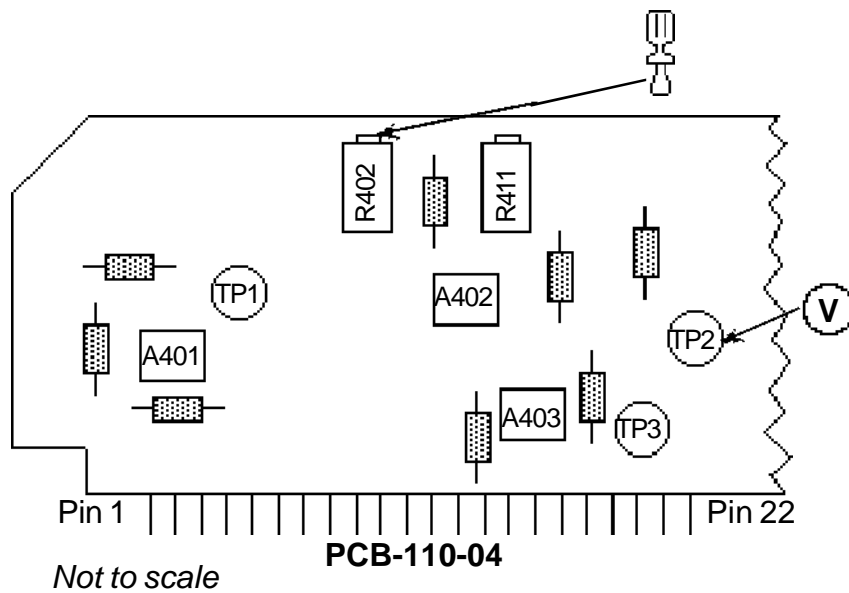 R402
R411
TP1
A402
V
TP2
A401
A403
TP3
Pin 1
Pin 22
PCB-110-04
Not to scale